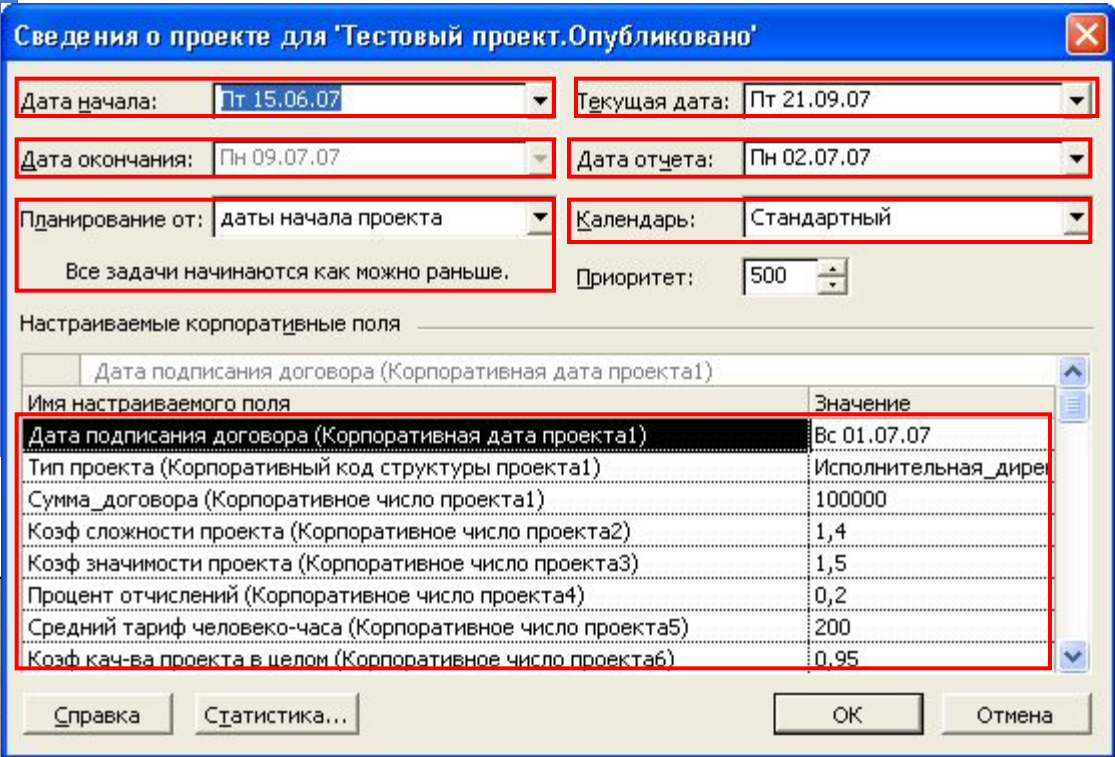 Сведения о проекте для 'Тестовый проект.Опубликовано'
Дата начала: Пт 15.06.07 Текущая дата: Пт 21.09.07
Дата окончания: Пн 09.07.07 Дата отчета: Пн 02.07.07
Планирование от: даты начала проекта Календарь: Стандартный
Все задачи начинаются как можно раньше. Приоритет: 500
Настраиваемые корпоративные поля
Дата подписания договора (Корпоративная дата проекта1)
Имя настраиваемого поля Значение
Дата подписания договора (Корпоративная дата проекта1) Вс 01.07.07
Тип проекта (Корпоративный код структуры проекта1) Исполнительная_дирек
Сумма_договора (Корпоративное число проекта1) 100000
Коэф сложности проекта (Корпоративное число проекта2) 1,4
Коэф значимости проекта (Корпоративное число проекта3) 1,5
Процент отчислений (Корпоративное число проекта4) 0,2
Средний тариф человеко-часа (Корпоративное число проекта5) 200
Коэф кач-ва проекта в целом (Корпоративное число проекта6) 0,95
Справка Статистика... ОК Отмена